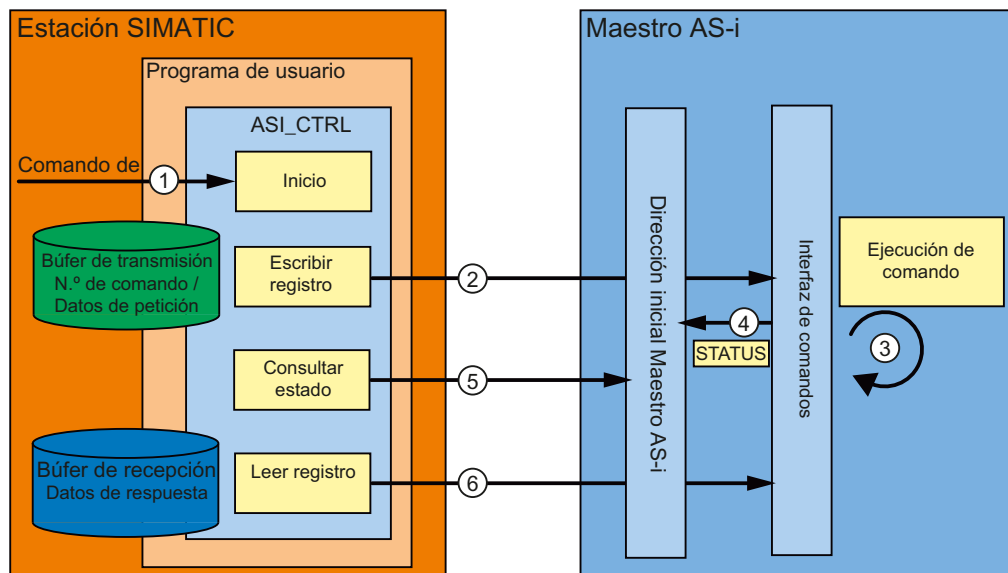 Estación SIMATIC
Programa de usuario
ASI_CTRL
Comando de
1
Inicio
Búfer de transmisión
N.º de comando /
Datos de petición
Escribir
registro
2
Consultar
estado
5
Búfer de recepción
Datos de respuesta
Leer registro
6
Maestro AS-i
Dirección inicial Maestro AS-i
4
STATUS
Interfaz de comandos
Ejecución de
comando
3